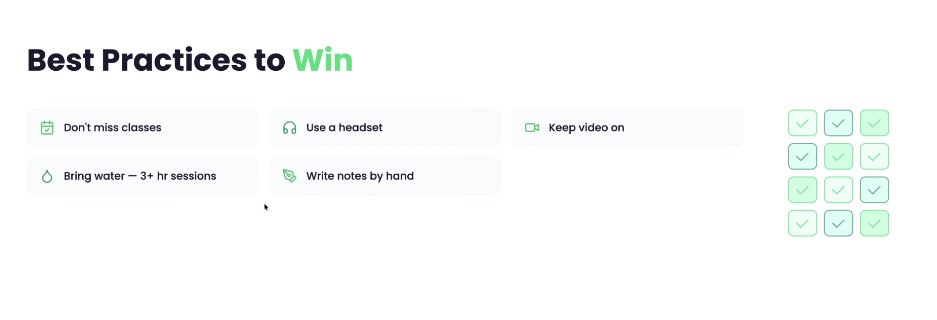 Best Practices to Win
Don't miss classes
Use a headset
Keep video on
Bring water — 3+ hr sessions
Write notes by hand